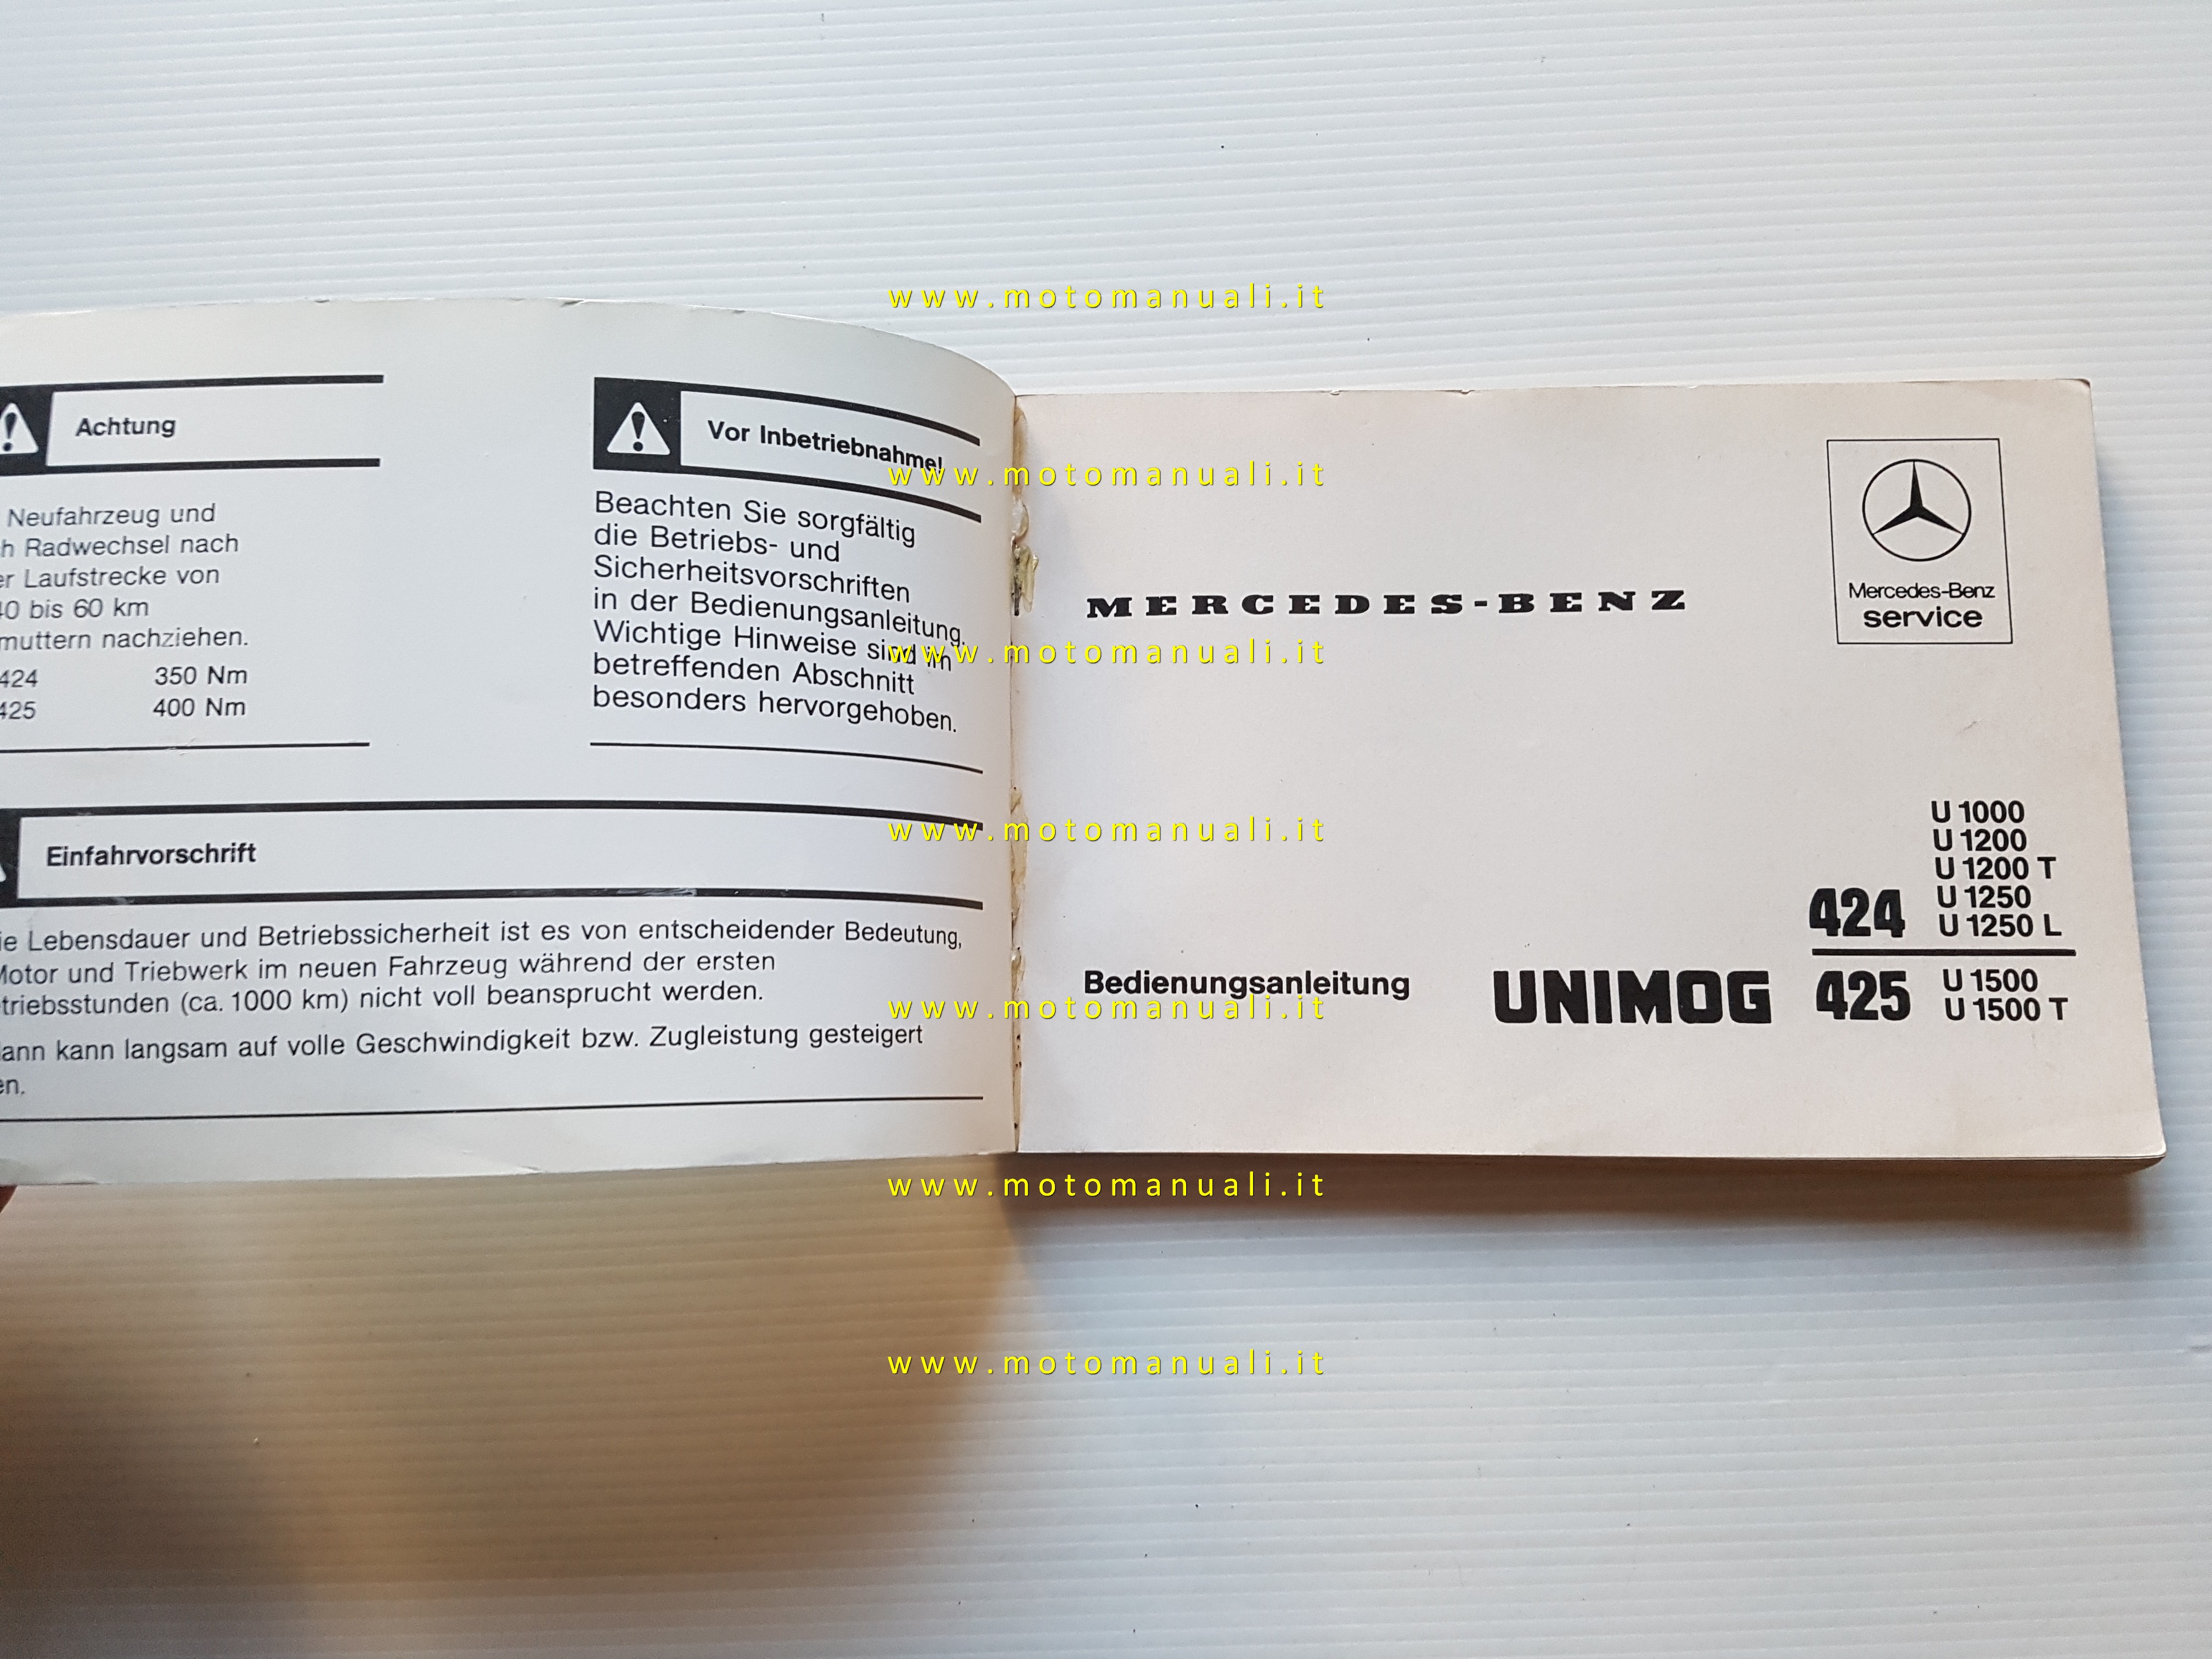 Achtung
Neufahrzeug und
Radwechsel nach
Laufstrecke von
40 bis 60 km
muttern nachziehen.
424 350 Nm
425 400 Nm
Vor Inbetriebnahme!
Beachten Sie sorgfältig
die Betriebs- und
Sicherheitsvorschriften
in der Bedienungsanleitung.
Wichtige Hinweise sind im
betreffenden Abschnitt
besonders hervorgehoben.
Einfahrvorschrift
Lebensdauer und Betriebssicherheit ist es von entscheidender Bedeutung,
Motor und Triebwerk im neuen Fahrzeug während der ersten
triebsstunden (ca. 1000 km) nicht voll beansprucht werden.
kann langsam auf volle Geschwindigkeit bzw. Zugleistung gesteigert
en.
MERCEDES-BENZ
Mercedes-Benz
service
Bedienungsanleitung
UNIMOG
424
U 1000
U 1200
U 1200 T
U 1250
U 1250 L
425
U 1500
U 1500 T
www.motomanuali.it
www.motomanuali.it
www.motomanuali.it
www.motomanuali.it
www.motomanuali.it
www.motomanuali.it
www.motomanuali.it